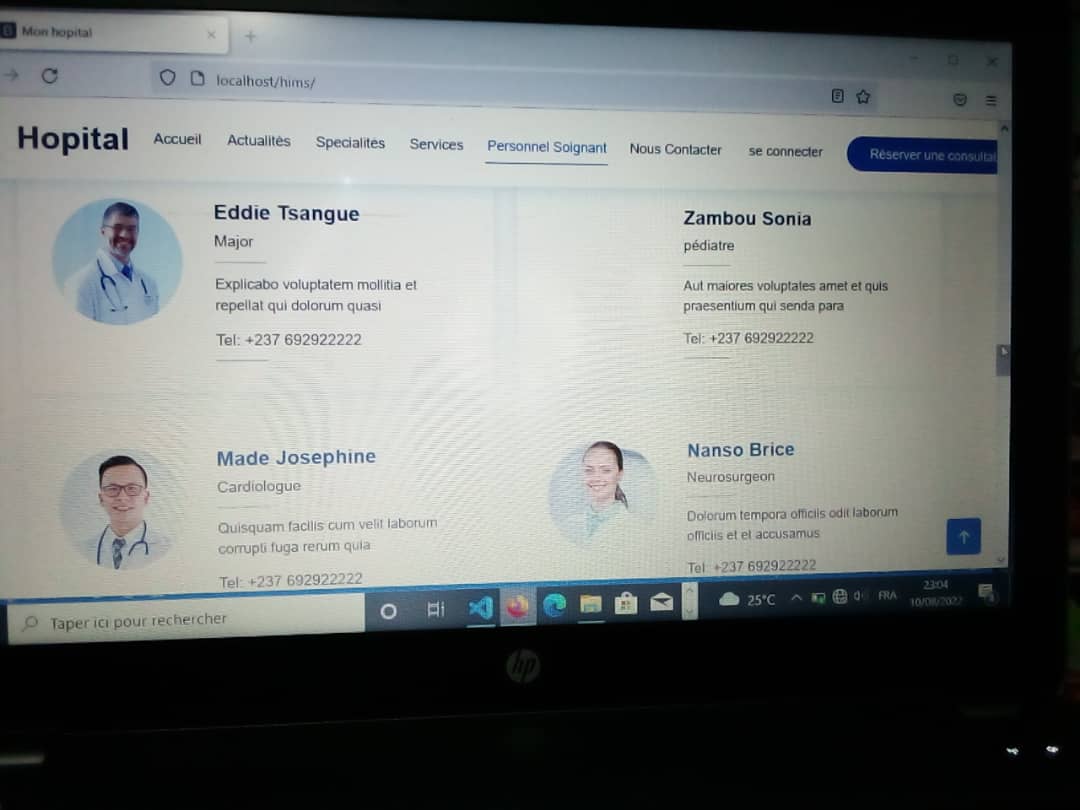 Mon hopital
localhost/hims/
Hopital
Accueil
Actualités
Specialités
Services
Personnel Soignant
Nous Contacter
se connecter
Réserver une consultat
Eddie Tsangue
Major
Explicabo voluptatem mollitia et
repellat qui dolorum quasi
Tel: +237 692922222
Zambou Sonia
pédiatre
Aut maiores voluptates amet et quis
praesentium qui senda para
Tel: +237 692922222
Made Josephine
Cardiologue
Quisquam facilis cum velit laborum
corrupti fuga rerum quia
Tel: +237 692922222
Nanso Brice
Neurosurgeon
Dolorum tempora officiis odit laborum
officiis et et accusamus
Tel: +237 692922222
Taper ici pour rechercher
25°C
FRA
23:04
10/08/2022
hp